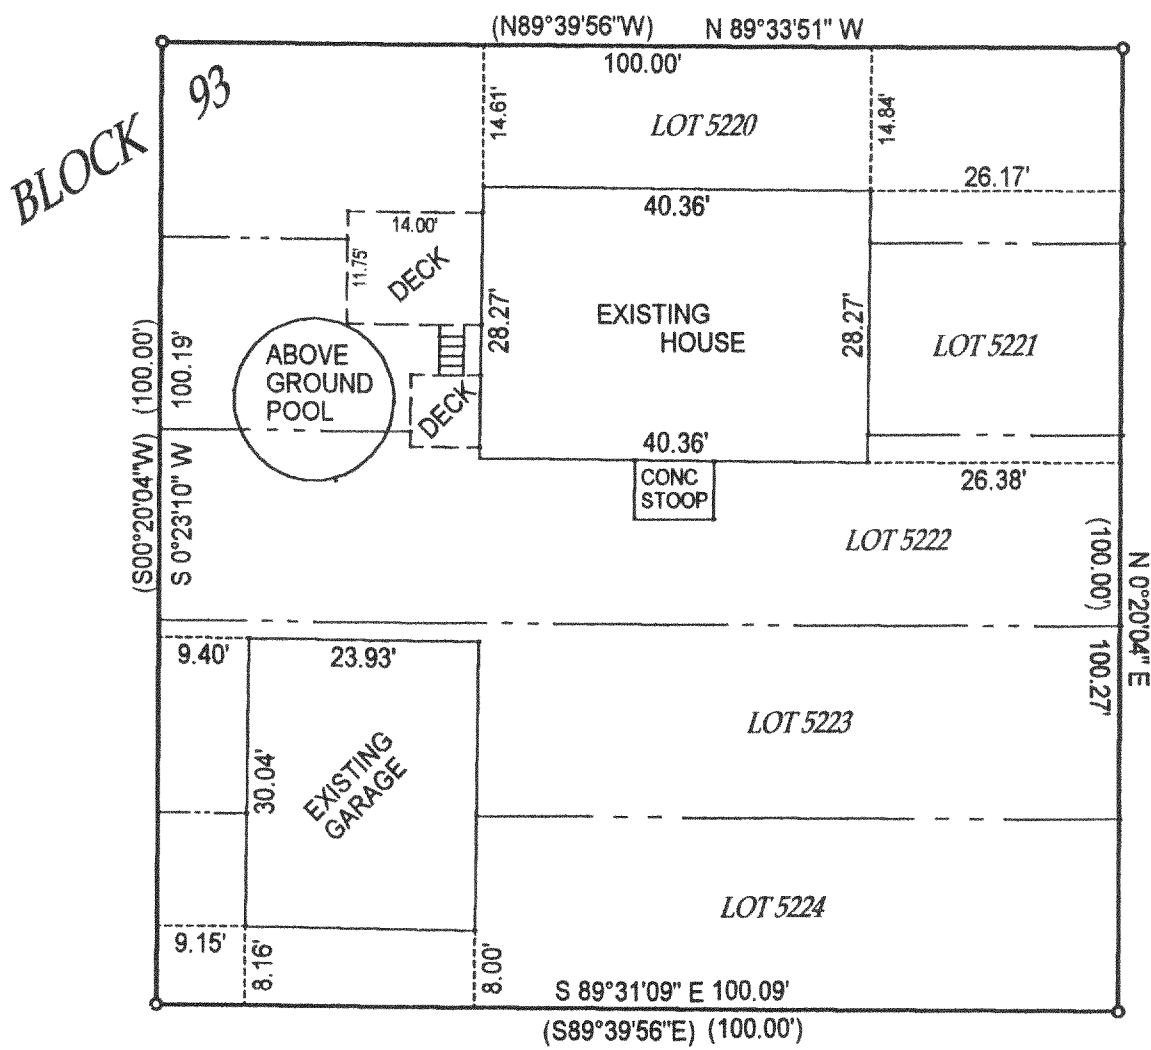 (N89°39'56"W) N 89°33'51" W
100.00'
BLOCK 93
14.61'
LOT 5220
14.84'
26.17'
40.36'
14.00'
11.75'
DECK
28.27'
EXISTING
HOUSE
28.27'
LOT 5221
(S00°20'04"W) (100.00')
S 0°23'10" W 100.19'
ABOVE
GROUND
POOL
DECK
40.36'
CONC
STOOP
26.38'
LOT 5222
(100.00')
N 0°20'04" E
100.27'
9.40'
23.93'
30.04'
EXISTING
GARAGE
LOT 5223
LOT 5224
9.15'
8.16'
8.00'
S 89°31'09" E 100.09'
(S89°39'56"E) (100.00')